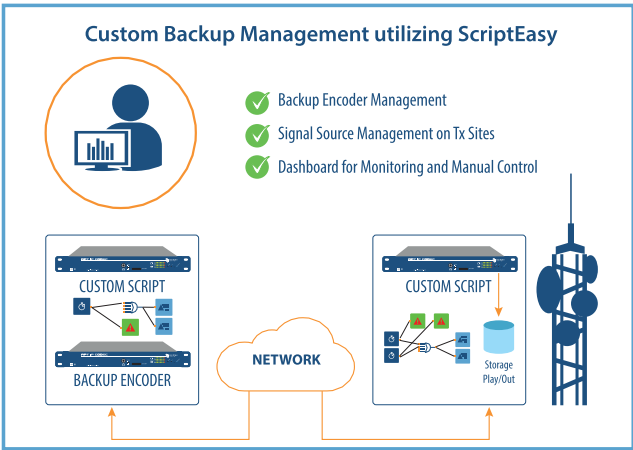 Custom Backup Management utilizing ScriptEasy
Backup Encoder Management
Signal Source Management on Tx Sites
Dashboard for Monitoring and Manual Control
CUSTOM SCRIPT
BACKUP ENCODER
NETWORK
CUSTOM SCRIPT
Storage
Play/Out